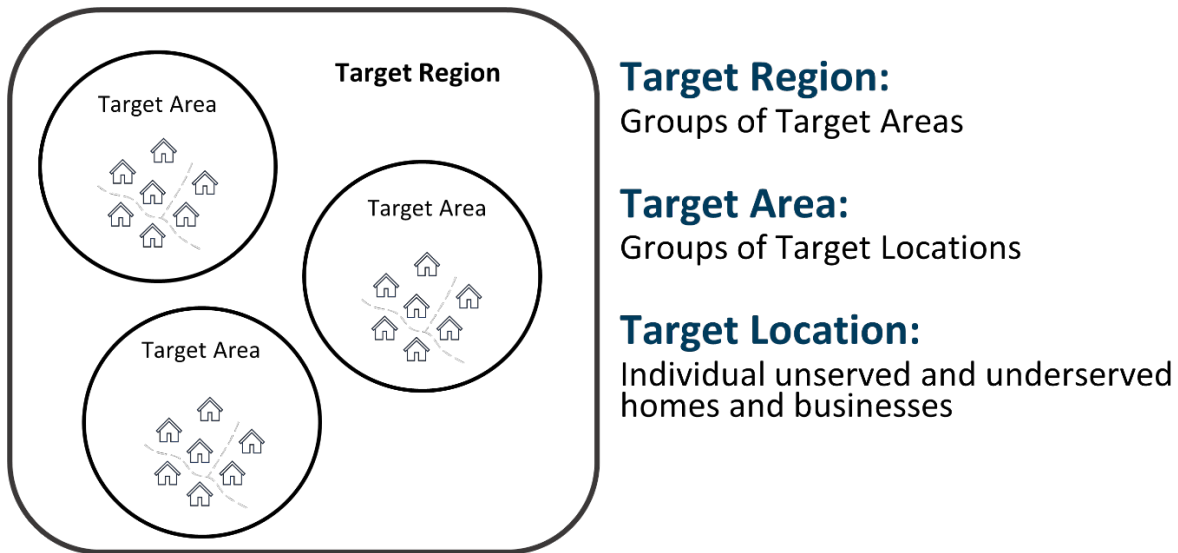 Target Region
Target Area
Target Area
Target Area
Target Region:
Groups of Target Areas
Target Area:
Groups of Target Locations
Target Location:
Individual unserved and underserved
homes and businesses